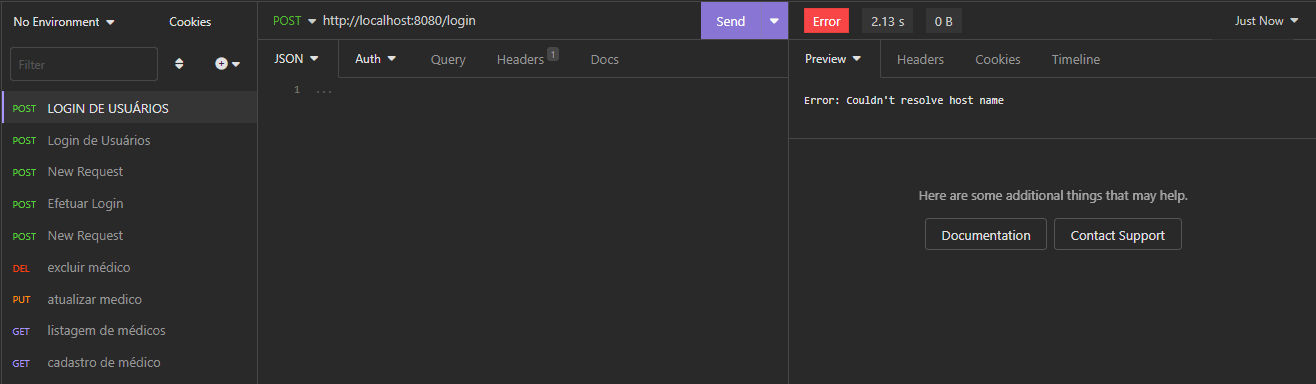 No Environment Cookies
Filter
POST LOGIN DE USUÁRIOS
POST Login de Usuários
POST New Request
POST Efetuar Login
POST New Request
DEL excluir médico
PUT atualizar medico
GET listagem de médicos
GET cadastro de médico
POST http://localhost:8080/login Send
JSON Auth Query Headers 1 Docs
1 ...
Error 2.13 s 0 B Just Now
Preview Headers Cookies Timeline
Error: Couldn't resolve host name
Here are some additional things that may help.
Documentation Contact Support